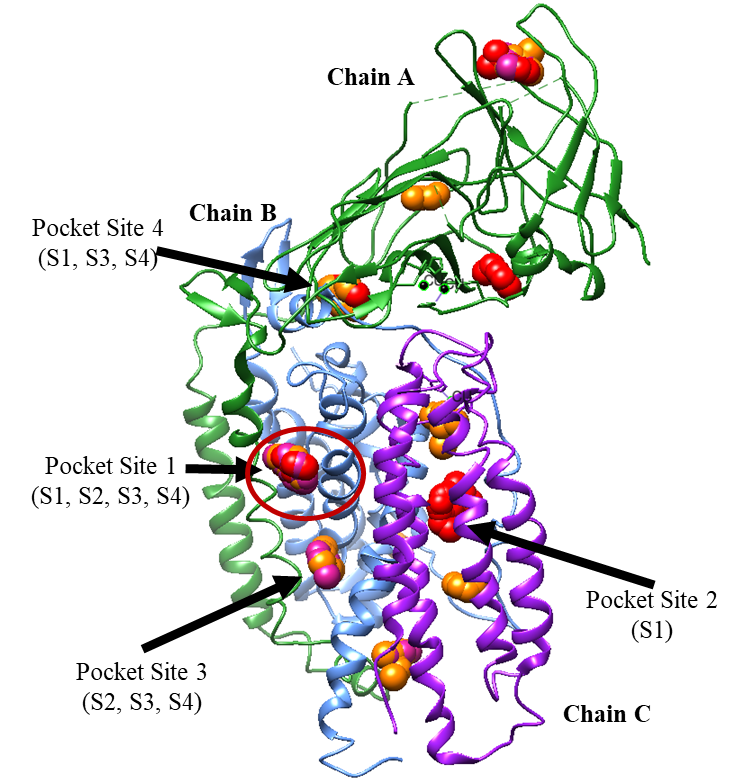 Chain A
Chain B
Pocket Site 4
(S1, S3, S4)
Pocket Site 1
(S1, S2, S3, S4)
Pocket Site 2
(S1)
Pocket Site 3
(S2, S3, S4)
Chain C